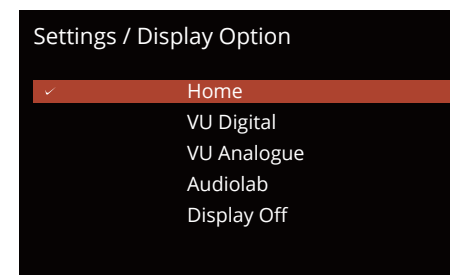 Settings / Display Option
✓ Home
VU Digital
VU Analogue
Audiolab
Display Off